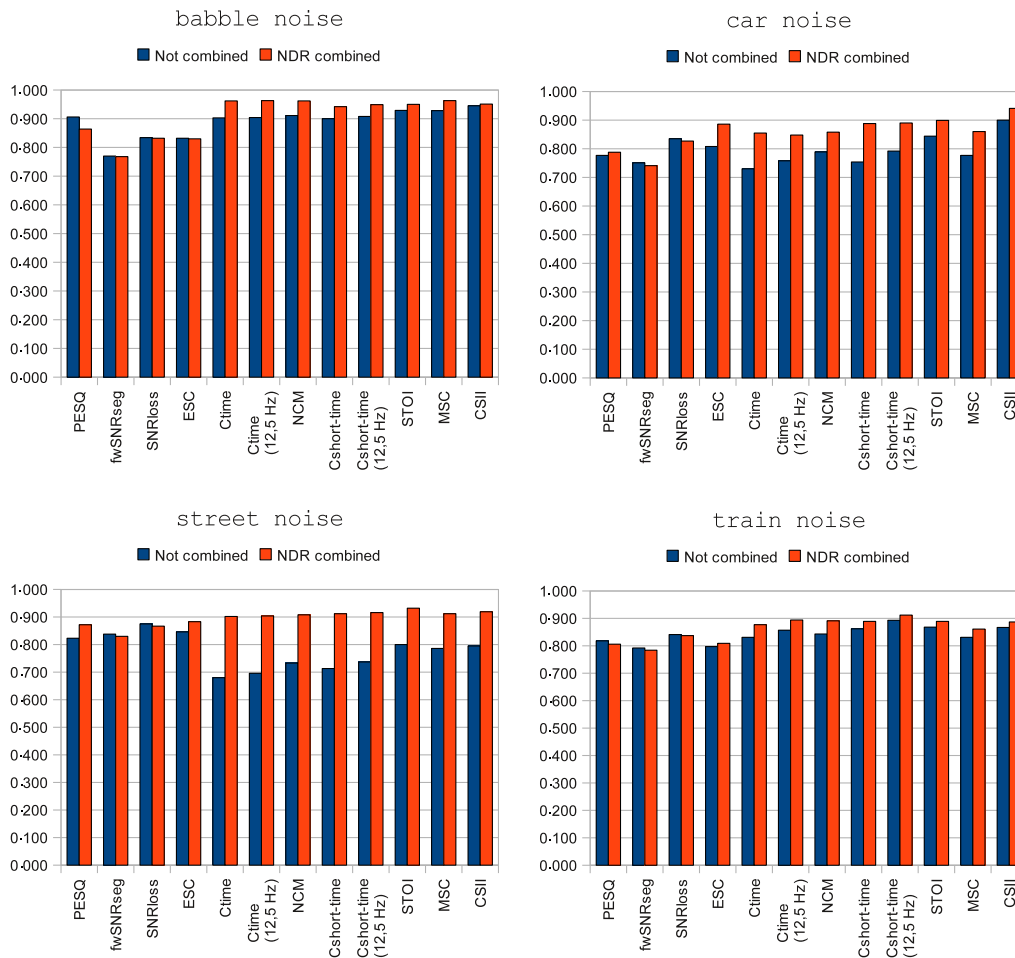 babble noise
Not combined NDR combined
1·000
0·900
0·800
0·700
0·600
0·500
0·400
0·300
0·200
0·100
0·000
PESQ
fwSNRseg
SNRloss
ESC
Ctime
Ctime
(12,5 Hz)
NCM
Cshort-time
Cshort-time
(12,5 Hz)
STOI
MSC
CSII
car noise
Not combined NDR combined
1·000
0·900
0·800
0·700
0·600
0·500
0·400
0·300
0·200
0·100
0·000
PESQ
fwSNRseg
SNRloss
ESC
Ctime
Ctime
(12,5 Hz)
NCM
Cshort-time
Cshort-time
(12,5 Hz)
STOI
MSC
CSII
street noise
Not combined NDR combined
1·000
0·900
0·800
0·700
0·600
0·500
0·400
0·300
0·200
0·100
0·000
PESQ
fwSNRseg
SNRloss
ESC
Ctime
Ctime
(12,5 Hz)
NCM
Cshort-time
Cshort-time
(12,5 Hz)
STOI
MSC
CSII
train noise
Not combined NDR combined
1·000
0·900
0·800
0·700
0·600
0·500
0·400
0·300
0·200
0·100
0·000
PESQ
fwSNRseg
SNRloss
ESC
Ctime
Ctime
(12,5 Hz)
NCM
Cshort-time
Cshort-time
(12,5 Hz)
STOI
MSC
CSII